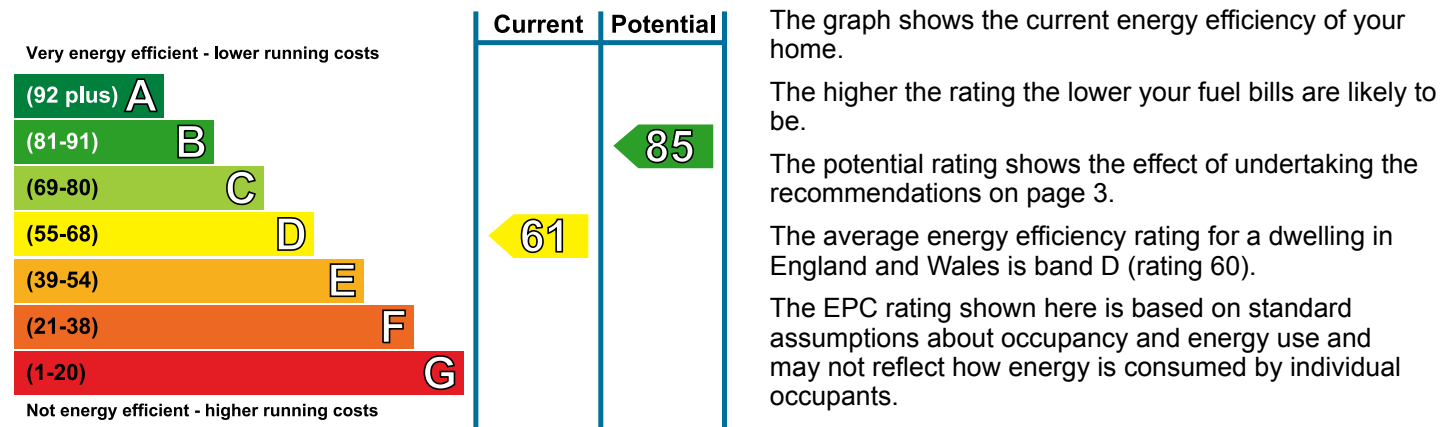 Current Potential
Very energy efficient - lower running costs
(92 plus) A
(81-91) B
(69-80) C
(55-68) D
(39-54) E
(21-38) F
(1-20) G
Not energy efficient - higher running costs
85
61
The graph shows the current energy efficiency of your
home.
The higher the rating the lower your fuel bills are likely to
be.
The potential rating shows the effect of undertaking the
recommendations on page 3.
The average energy efficiency rating for a dwelling in
England and Wales is band D (rating 60).
The EPC rating shown here is based on standard
assumptions about occupancy and energy use and
may not reflect how energy is consumed by individual
occupants.